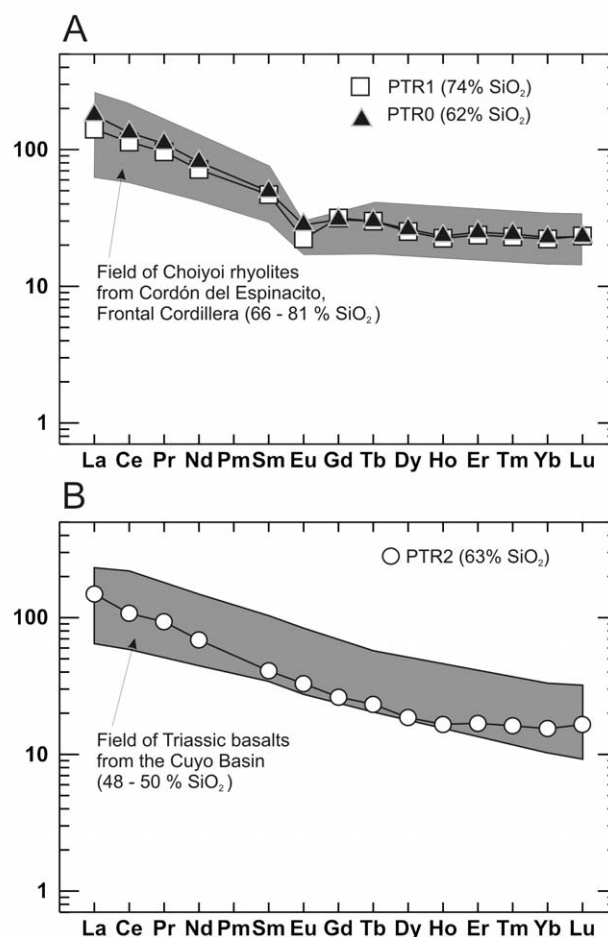 A
PTR1 (74% SiO₂)
PTR0 (62% SiO₂)
100
10
1
Field of Choiyoi rhyolites
from Cordón del Espinacito,
Frontal Cordillera (66 - 81 % SiO₂)
La Ce Pr Nd Pm Sm Eu Gd Tb Dy Ho Er Tm Yb Lu
B
PTR2 (63% SiO₂)
100
10
1
Field of Triassic basalts
from the Cuyo Basin
(48 - 50 % SiO₂)
La Ce Pr Nd Pm Sm Eu Gd Tb Dy Ho Er Tm Yb Lu